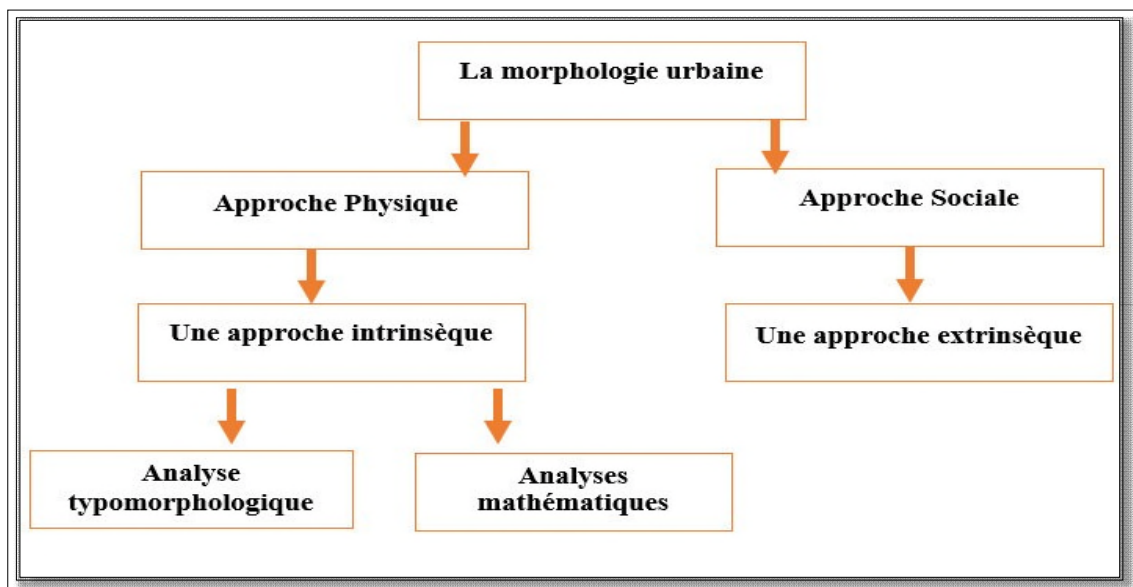 La morphologie urbaine
Approche Physique
Approche Sociale
Une approche intrinsèque
Une approche extrinsèque
Analyse
typomorphologique
Analyses
mathématiques